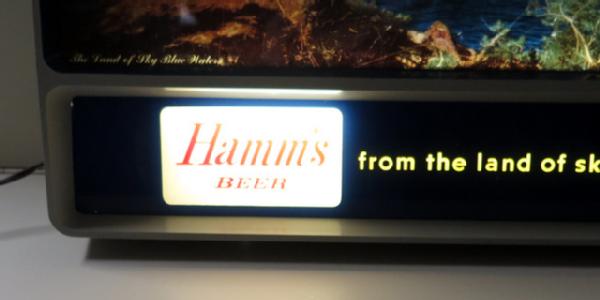 The Land of Sky Blue Waters
Hamm's
BEER
from the land of sk